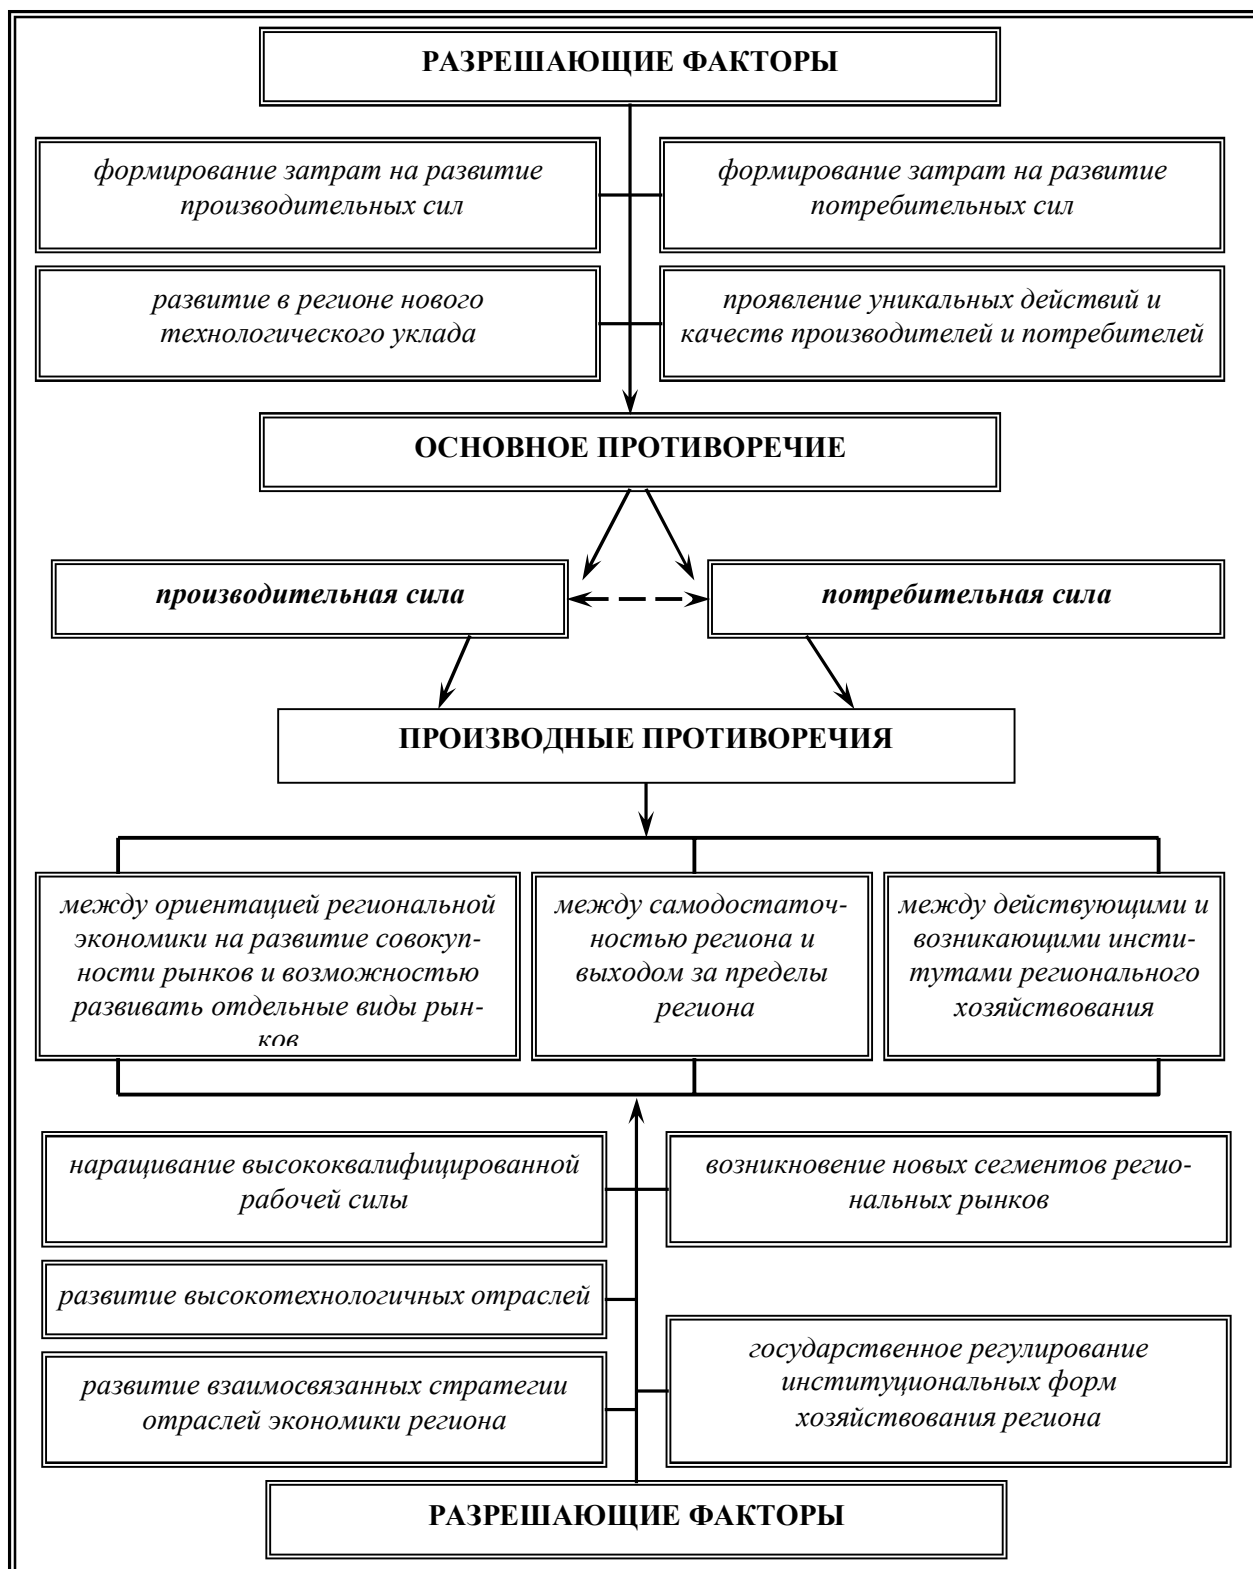 РАЗРЕШАЮЩИЕ ФАКТОРЫ
формирование затрат на развитие
производительных сил
формирование затрат на развитие
потребительных сил
развитие в регионе нового
технологического уклада
проявление уникальных действий и
качеств производителей и потребителей
ОСНОВНОЕ ПРОТИВОРЕЧИЕ
производительная сила
потребительная сила
ПРОИЗВОДНЫЕ ПРОТИВОРЕЧИЯ
между ориентацией региональной
экономики на развитие совокуп-
ности рынков и возможностью
развивать отдельные виды рын-
ков
между самодостаточ-
ностью региона и
выходом за пределы
региона
между действующими и
возникающими инсти-
тутами регионального
хозяйствования
наращивание высококвалифицированной
рабочей силы
возникновение новых сегментов регио-
нальных рынков
развитие высокотехнологичных отраслей
государственное регулирование
институциональных форм
хозяйствования региона
развитие взаимосвязанных стратегии
отраслей экономики региона
РАЗРЕШАЮЩИЕ ФАКТОРЫ